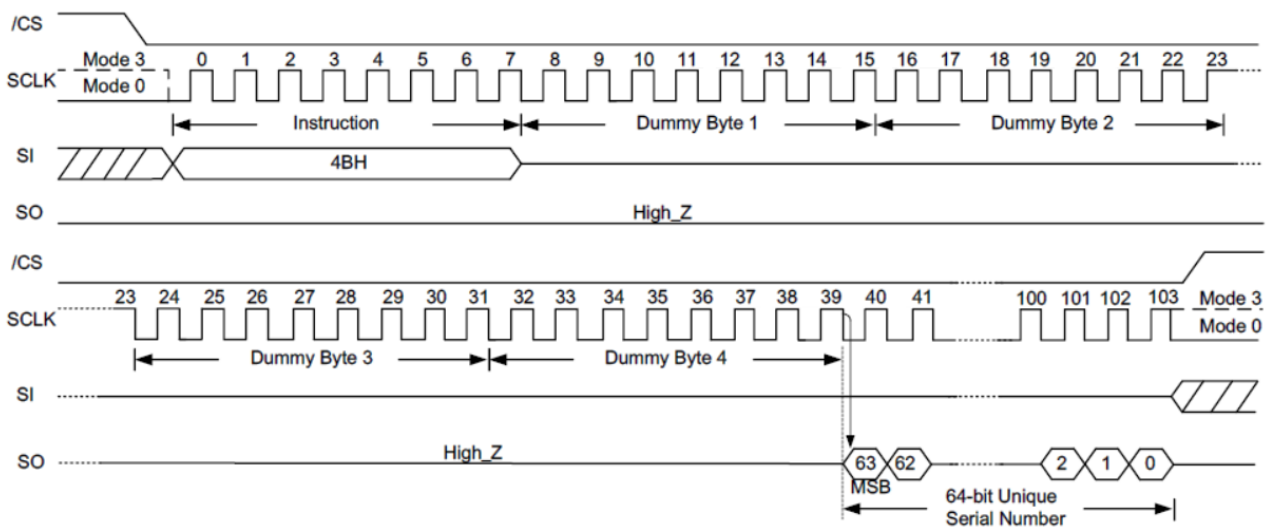 /CS
Mode 3 0 1 2 3 4 5 6 7 8 9 10 11 12 13 14 15 16 17 18 19 20 21 22 23
SCLK
Mode 0
Instruction Dummy Byte 1 Dummy Byte 2
SI
4BH
SO High_Z
/CS
23 24 25 26 27 28 29 30 31 32 33 34 35 36 37 38 39 40 41 100 101 102 103 Mode 3
SCLK
Mode 0
Dummy Byte 3 Dummy Byte 4
SI
High_Z
SO 63 62 2 1 0
MSB
64-bit Unique
Serial Number